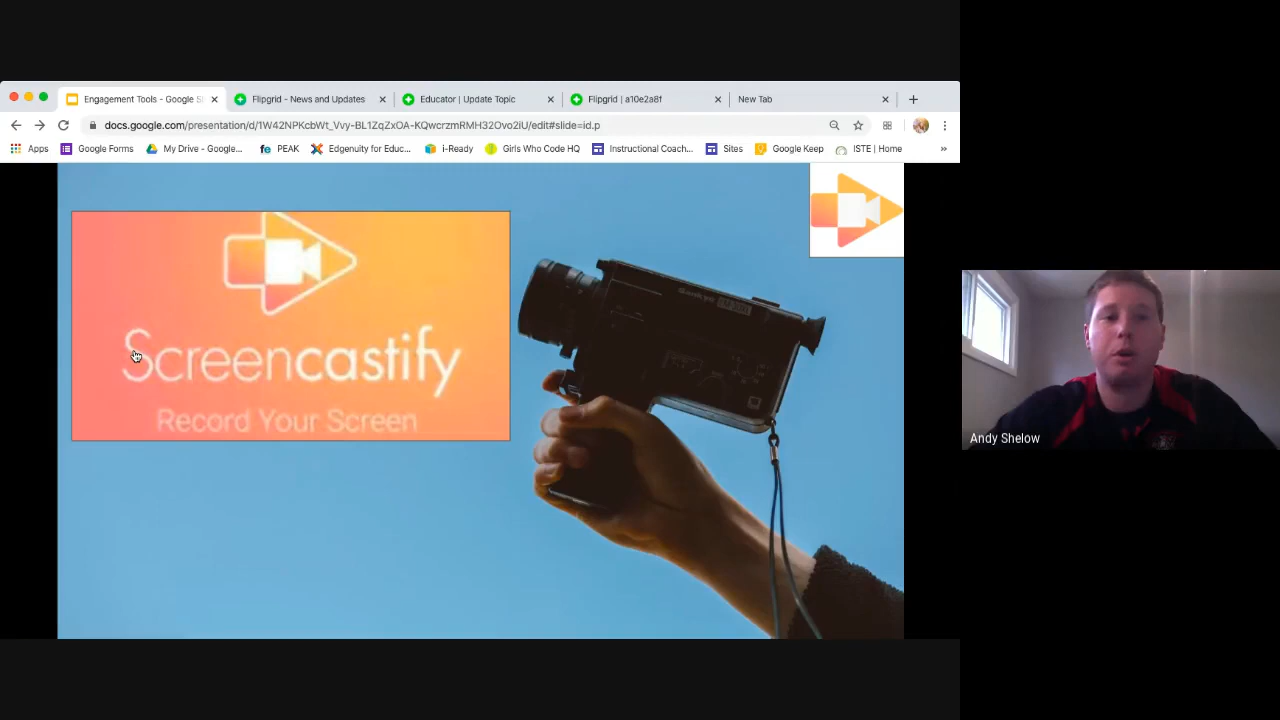 Engagement Tools - Google S
Flipgrid - News and Updates
Educator | Update Topic
Flipgrid | a10e2a8f
New Tab
docs.google.com/presentation/d/1W42NPKcbWt_Vvy-BL1ZqZxOA-KQwcrzmRMH32Ovo2iU/edit#slide=id.p
Apps
Google Forms
My Drive - Google...
PEAK
Edgenuity for Educ...
i-Ready
Girls Who Code HQ
Instructional Coach...
Sites
Google Keep
ISTE | Home
»
Screencastify
Record Your Screen
Sankyo
Andy Shelow